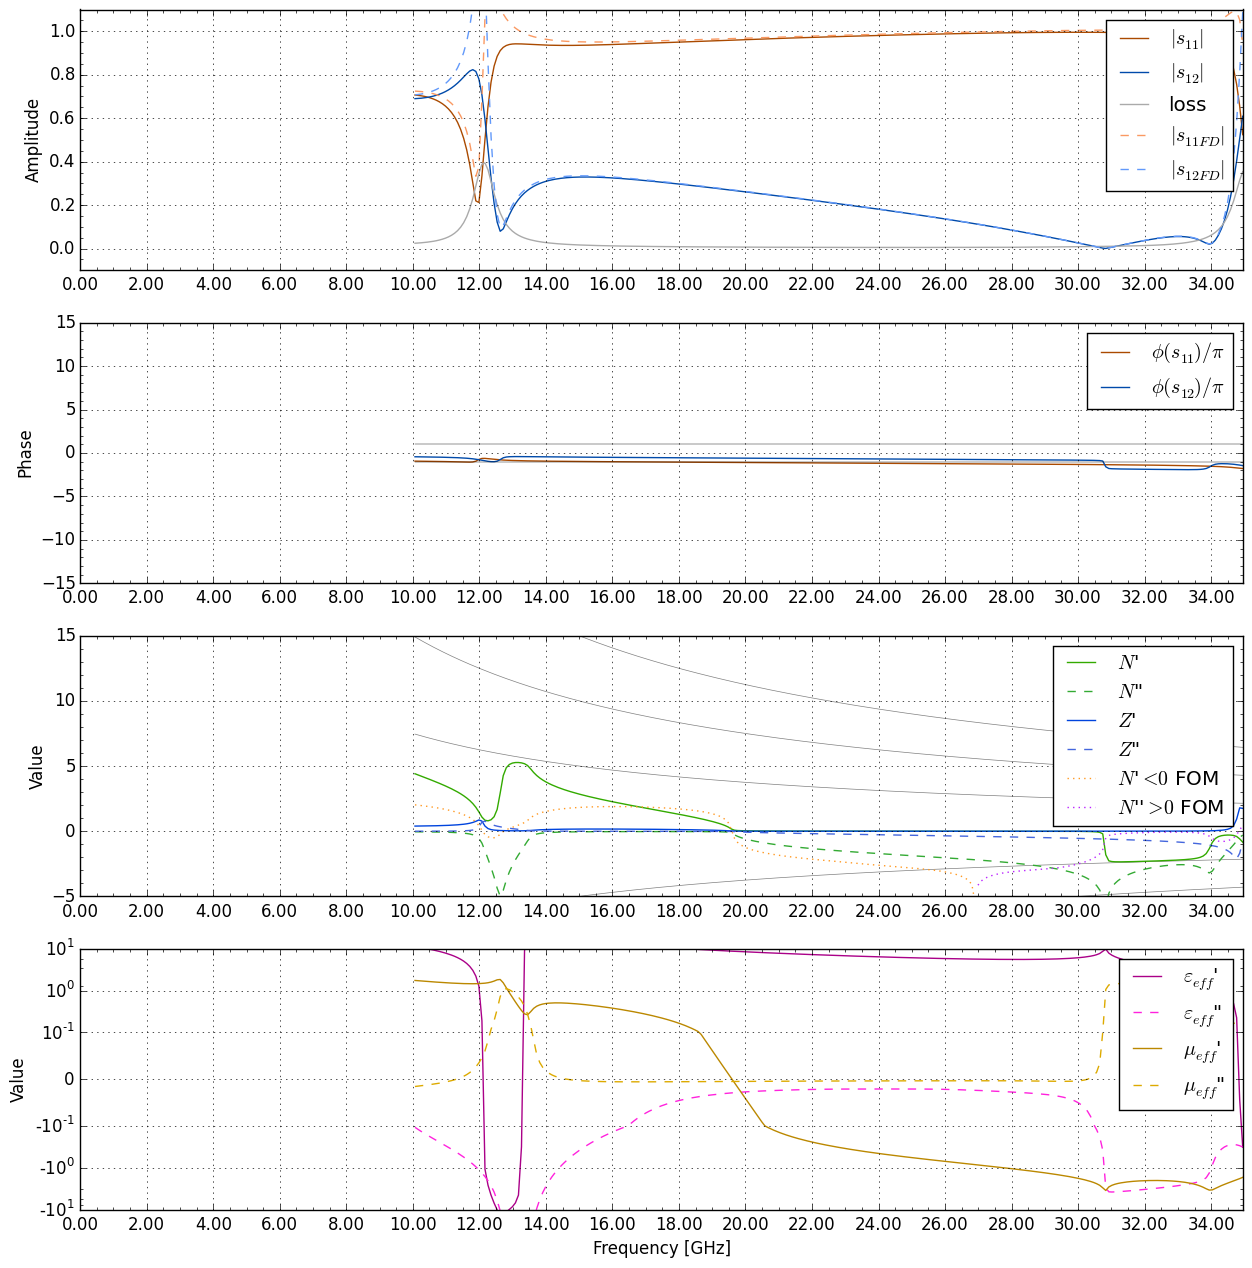 1.0
0.8
0.6
0.4
0.2
0.0
Amplitude
|s11|
|s12|
loss
|s11FD|
|s12FD|
0.00 2.00 4.00 6.00 8.00 10.00 12.00 14.00 16.00 18.00 20.00 22.00 24.00 26.00 28.00 30.00 32.00 34.00
15
10
5
0
−5
−10
−15
Phase
ϕ(s11)/π
ϕ(s12)/π
0.00 2.00 4.00 6.00 8.00 10.00 12.00 14.00 16.00 18.00 20.00 22.00 24.00 26.00 28.00 30.00 32.00 34.00
15
10
5
0
−5
Value
N'
N"
Z'
Z"
N'<0 FOM
N">0 FOM
0.00 2.00 4.00 6.00 8.00 10.00 12.00 14.00 16.00 18.00 20.00 22.00 24.00 26.00 28.00 30.00 32.00 34.00
10^1
10^0
10^-1
0
-10^-1
-10^0
-10^1
Value
εeff'
εeff"
μeff'
μeff"
0.00 2.00 4.00 6.00 8.00 10.00 12.00 14.00 16.00 18.00 20.00 22.00 24.00 26.00 28.00 30.00 32.00 34.00
Frequency [GHz]